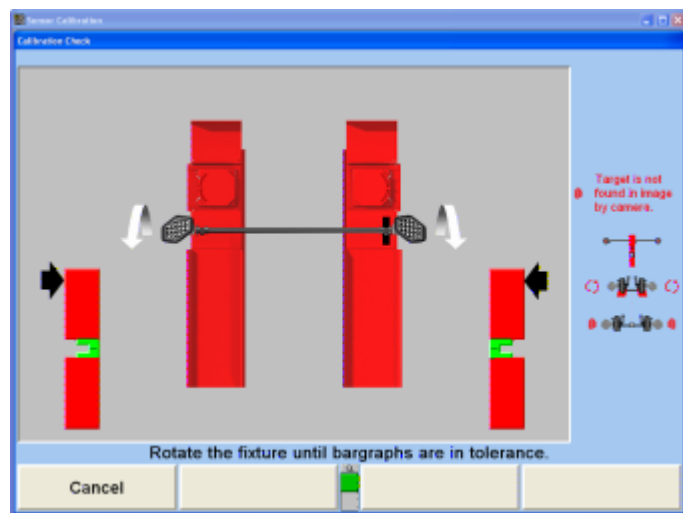 Sensor Calibration
Calibration Check
Target is not
found in image
by camera.
Rotate the fixture until bargraphs are in tolerance.
Cancel